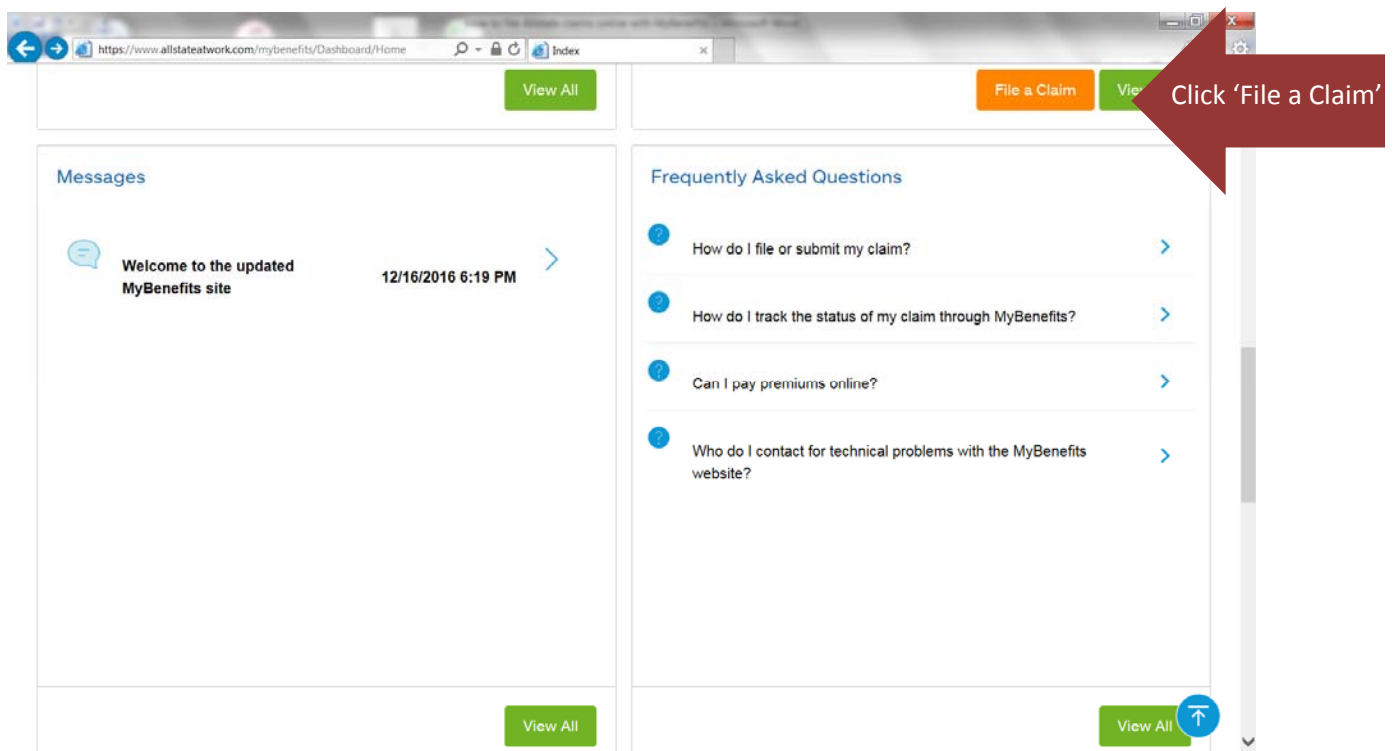 https://www.allstateatwork.com/mybenefits/Dashboard/Home
Index
View All
File a Claim
Click ‘File a Claim’
Messages
Welcome to the updated
MyBenefits site
12/16/2016 6:19 PM
View All
Frequently Asked Questions
How do I file or submit my claim?
How do I track the status of my claim through MyBenefits?
Can I pay premiums online?
Who do I contact for technical problems with the MyBenefits
website?
View All